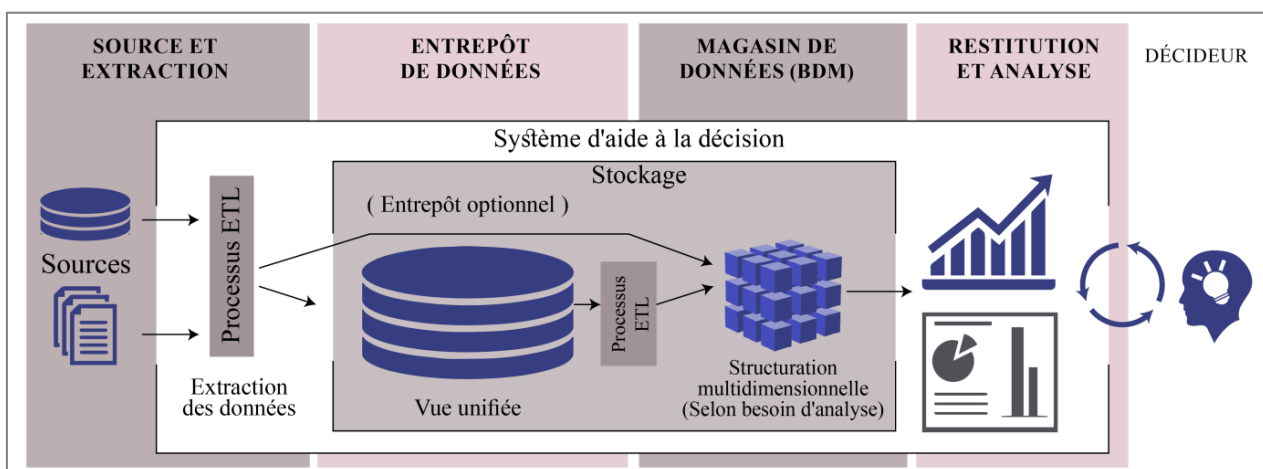 SOURCE ET
EXTRACTION
ENTREPÔT
DE DONNÉES
MAGASIN DE
DONNÉES (BDM)
RESTITUTION
ET ANALYSE
DÉCIDEUR
Système d'aide à la décision
Stockage
( Entrepôt optionnel )
Sources
Processus ETL
Extraction
des données
Vue unifiée
Processus
ETL
Structuration
multidimensionnelle
(Selon besoin d'analyse)